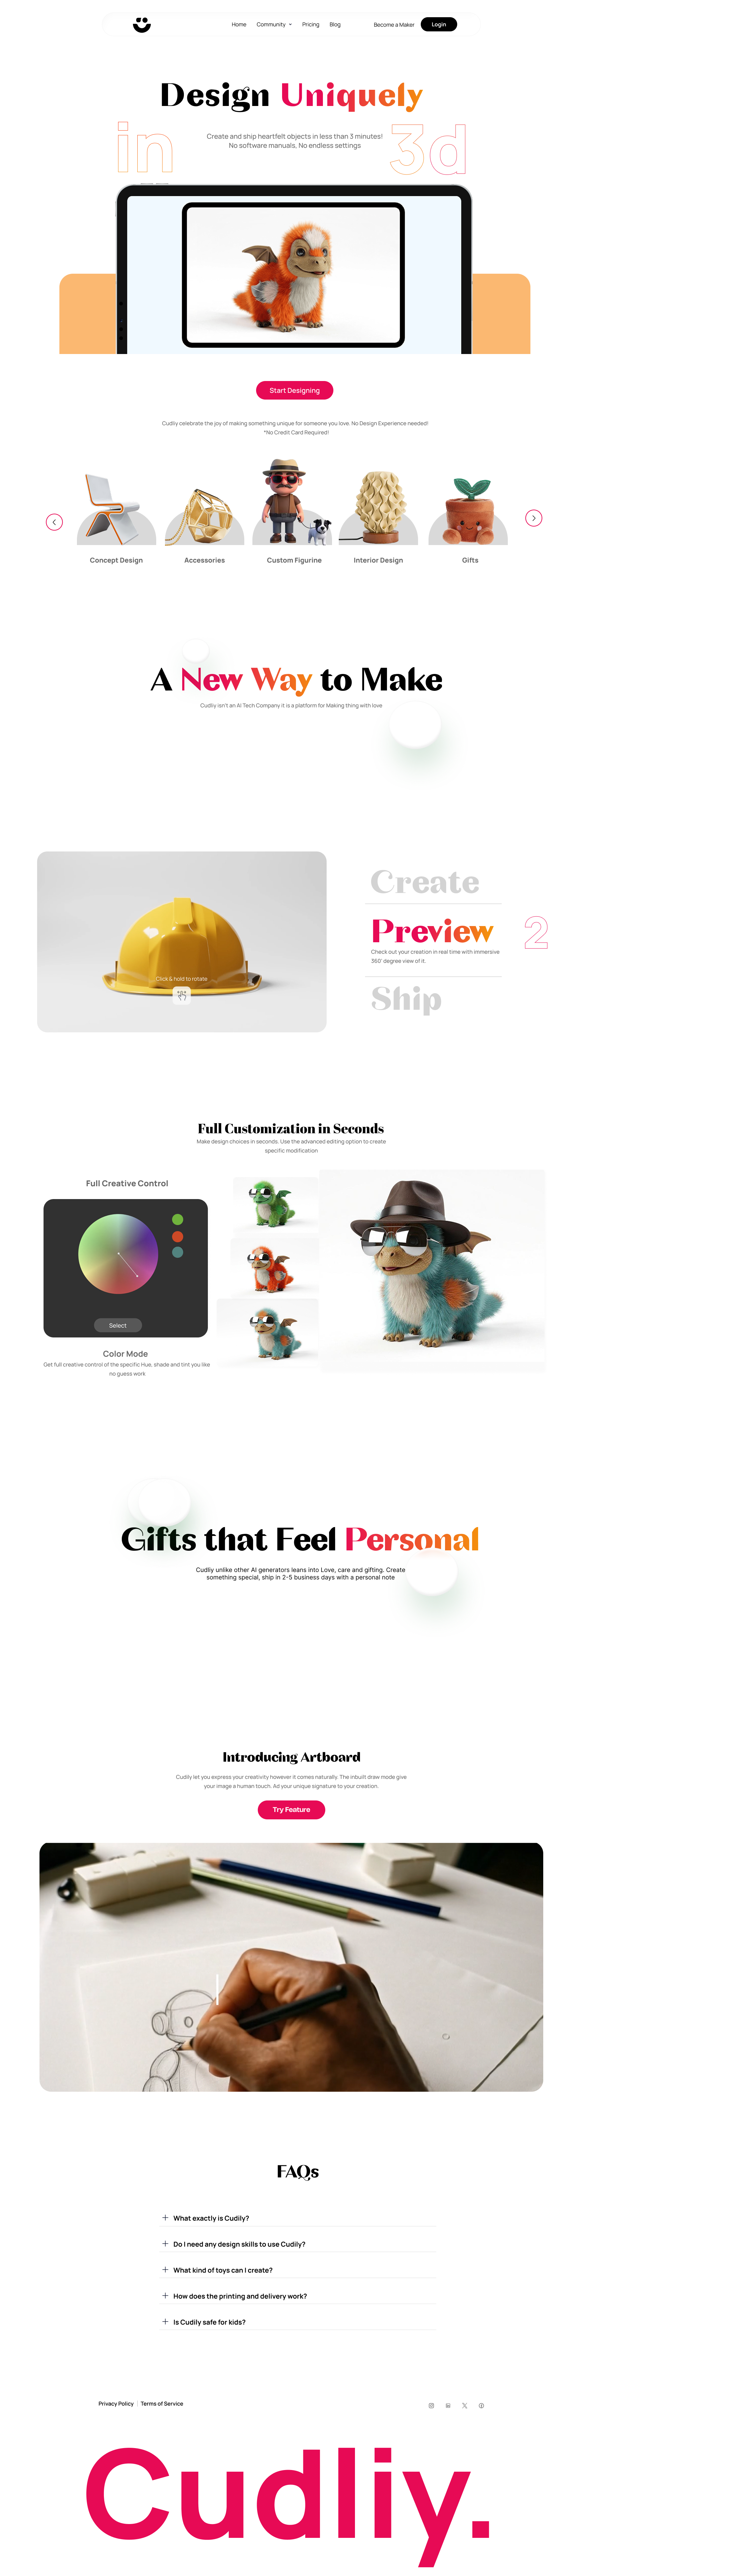 Home Community Pricing Blog Become a Maker Login
Design Uniquely
in 3d
Create and ship heartfelt objects in less than 3 minutes!
No software manuals, No endless settings
Start Designing
Cudliy celebrate the joy of making something unique for someone you love. No Design Experience needed!
*No Credit Card Required!
Concept Design Accessories Custom Figurine Interior Design Gifts
A New Way to Make
Cudliy isn't an AI Tech Company it is a platform for Making thing with love
Click & hold to rotate
Create
Preview
Check out your creation in real time with immersive
360° degree view of it.
2
Ship
Full Customization in Seconds
Make design choices in seconds. Use the advanced editing option to create
specific modification
Full Creative Control
Select
Color Mode
Get full creative control of the specific Hue, shade and tint you like
no guess work
Gifts that Feel Personal
Cudliy unlike other AI generators leans into Love, care and gifting. Create
something special, ship in 2-5 business days with a personal note
Introducing Artboard
Cudliy let you express your creativity however it comes naturally. The inbuilt draw mode give
your image a human touch. Ad your unique signature to your creation.
Try Feature
FAQs
What exactly is Cudily?
Do I need any design skills to use Cudily?
What kind of toys can I create?
How does the printing and delivery work?
Is Cudily safe for kids?
Privacy Policy Terms of Service
Cudliy.